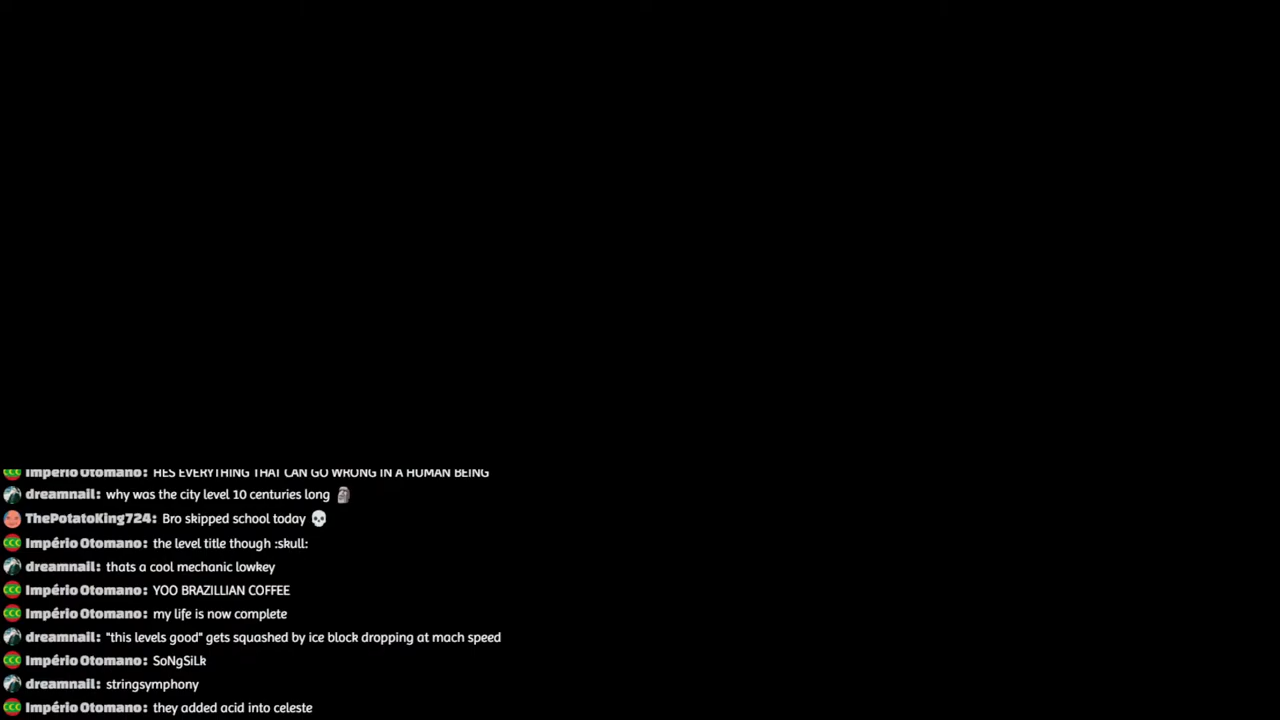 Império Otomano: HES EVERYTHING THAT CAN GO WRONG IN A HUMAN BEING
dreamnail: why was the city level 10 centuries long 🗿
ThePotatoKing724: Bro skipped school today 💀
Império Otomano: the level title though :skull:
dreamnail: thats a cool mechanic lowkey
Império Otomano: YOO BRAZILLIAN COFFEE
Império Otomano: my life is now complete
dreamnail: "this levels good" gets squashed by ice block dropping at mach speed
Império Otomano: SoNgSiLk
dreamnail: stringsymphony
Império Otomano: they added acid into celeste